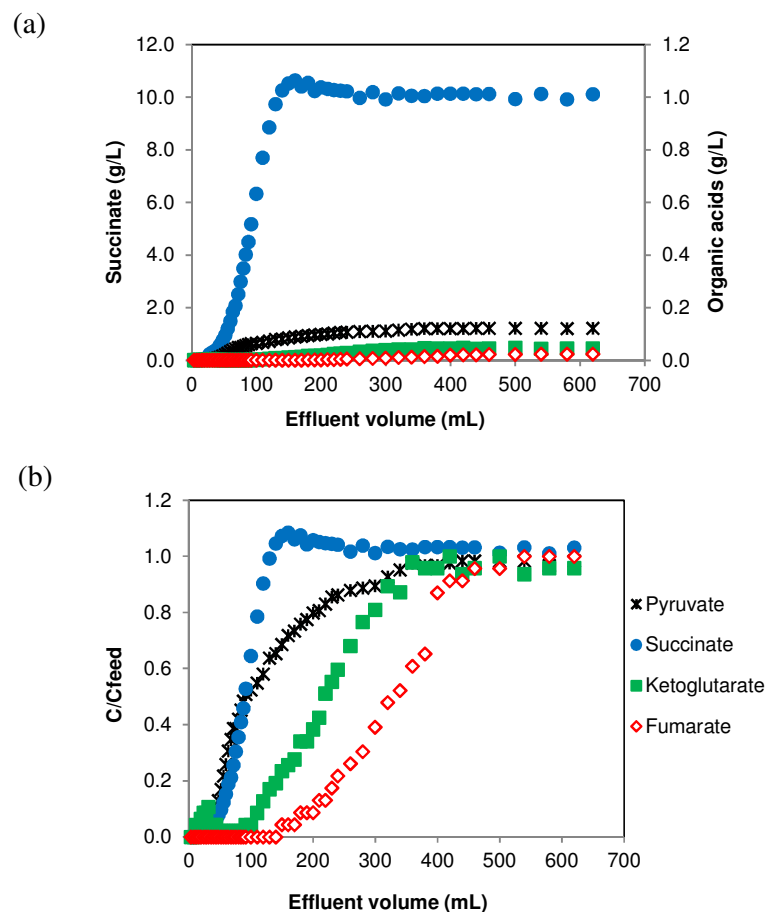 (a)
12.0
10.0
8.0
6.0
4.0
2.0
0.0
Succinate (g/L)
1.2
1.0
0.8
0.6
0.4
0.2
0.0
Organic acids (g/L)
0 100 200 300 400 500 600 700
Effluent volume (mL)
(b)
1.2
1.0
0.8
0.6
0.4
0.2
0.0
C/Cfeed
Pyruvate
Succinate
Ketoglutarate
Fumarate
0 100 200 300 400 500 600 700
Effluent volume (mL)